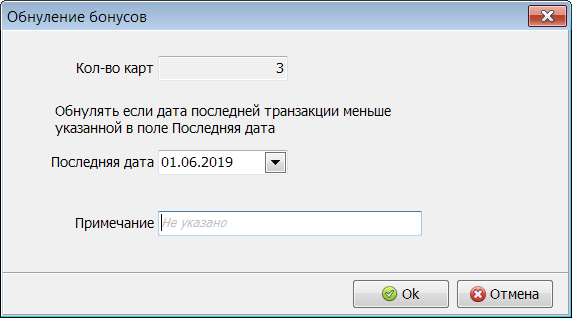 Обнуление бонусов
Кол-во карт 3
Обнулять если дата последней транзакции меньше
указанной в поле Последняя дата
Последняя дата 01.06.2019
Примечание Не указано
Ok Отмена